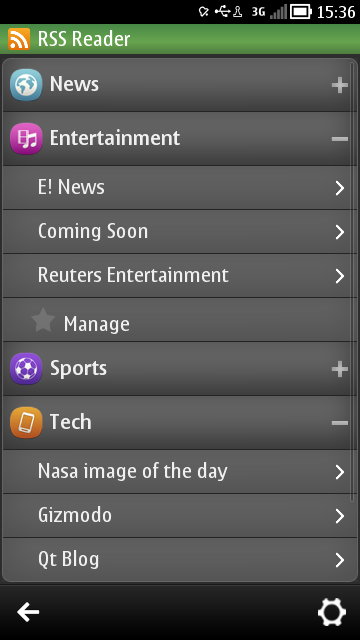 3G 15:36
RSS Reader
News
Entertainment
E! News
Coming Soon
Reuters Entertainment
Manage
Sports
Tech
Nasa image of the day
Gizmodo
Qt Blog